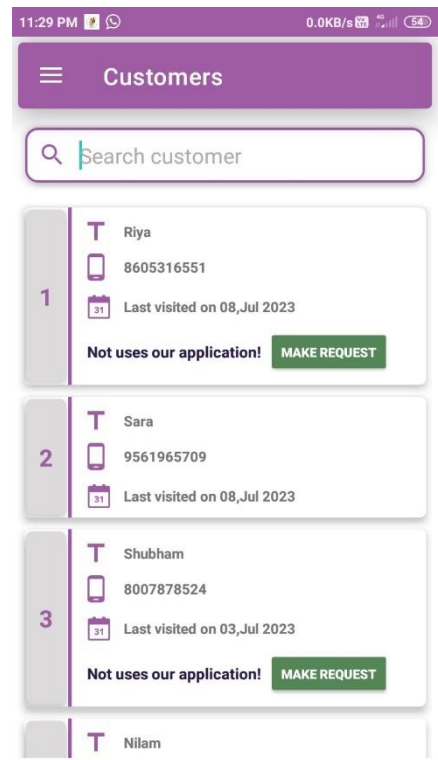 11:29 PM 0.0KB/s 4G 54
Customers
Search customer
1
T Riya
8605316551
31 Last visited on 08,Jul 2023
Not uses our application! MAKE REQUEST
2
T Sara
9561965709
31 Last visited on 08,Jul 2023
3
T Shubham
8007878524
31 Last visited on 03,Jul 2023
Not uses our application! MAKE REQUEST
T Nilam